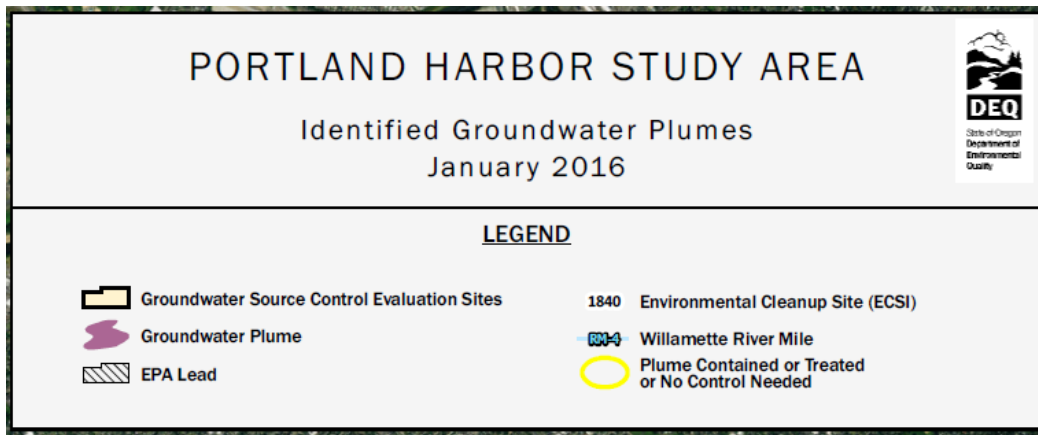 PORTLAND HARBOR STUDY AREA
Identified Groundwater Plumes
January 2016
DEQ
State of Oregon
Department of
Environmental
Quality
LEGEND
Groundwater Source Control Evaluation Sites
Groundwater Plume
EPA Lead
1840 Environmental Cleanup Site (ECSI)
RM-4 Willamette River Mile
Plume Contained or Treated
or No Control Needed